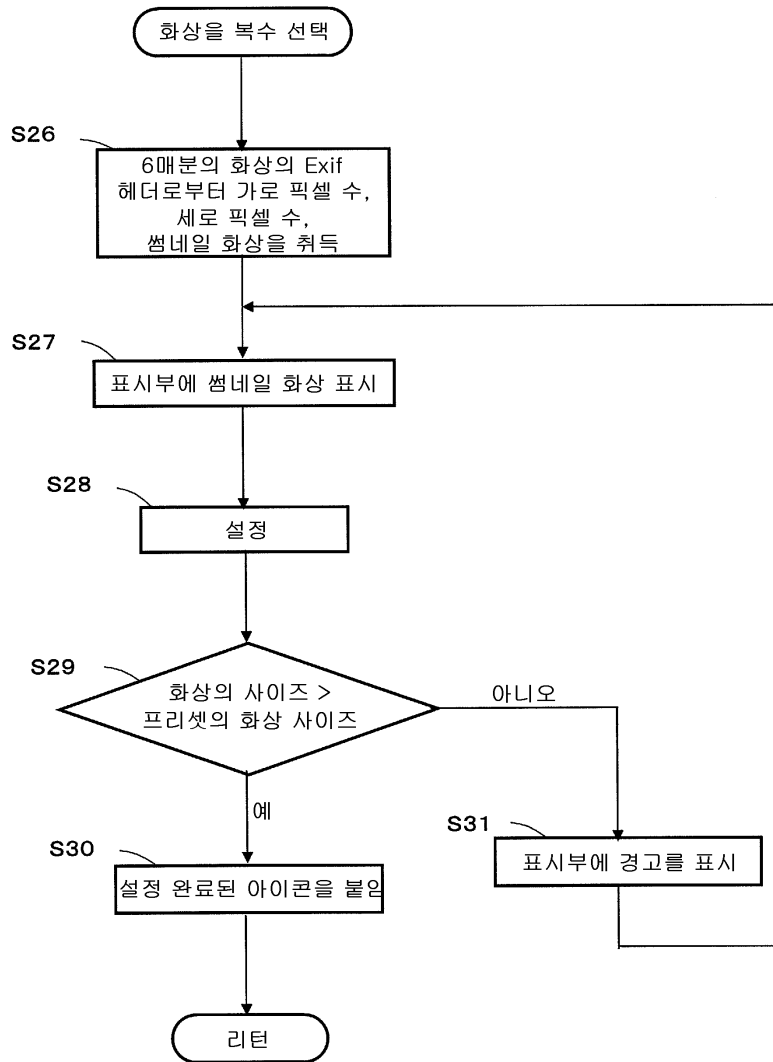 화상을 복수 선택
S26
6매분의 화상의 Exif
헤더로부터 가로 픽셀 수,
세로 픽셀 수,
썸네일 화상을 취득
S27
표시부에 썸네일 화상 표시
S28
설정
S29
화상의 사이즈 >
프리셋의 화상 사이즈
아니오
예
S30
설정 완료된 아이콘을 붙임
S31
표시부에 경고를 표시
리턴